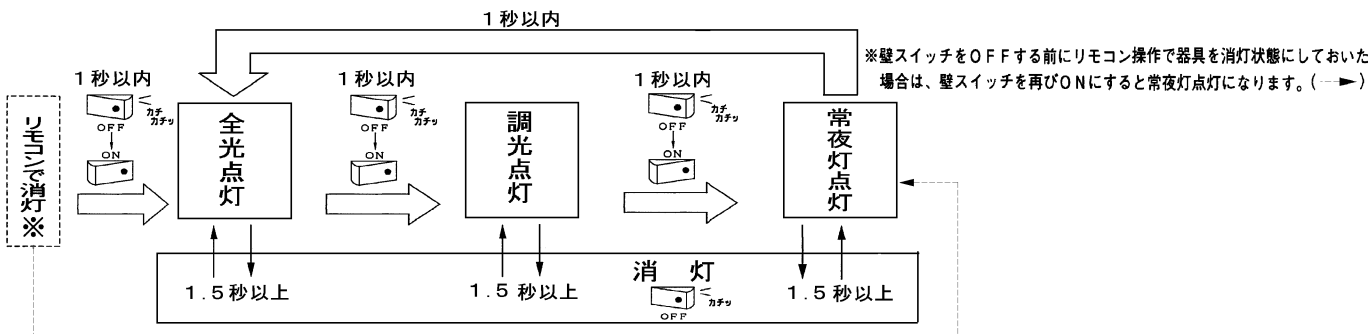 1秒以内
※壁スイッチをOFFする前にリモコン操作で器具を消灯状態にしておいた
場合は、壁スイッチを再びONにすると常夜灯点灯になります。( )
リモコンで消灯※
1秒以内
カチ
カチッ
OFF
ON
全光点灯
1秒以内
カチ
カチッ
OFF
ON
調光点灯
1秒以内
カチ
カチッ
OFF
ON
常夜灯点灯
消 灯
1.5秒以上
1.5秒以上
カチッ
OFF
1.5秒以上